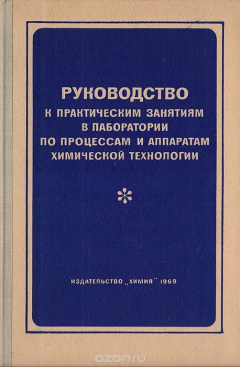 РУКОВОДСТВО
К ПРАКТИЧЕСКИМ ЗАНЯТИЯМ
В ЛАБОРАТОРИИ
ПО ПРОЦЕССАМ И АППАРАТАМ
ХИМИЧЕСКОЙ ТЕХНОЛОГИИ
ИЗДАТЕЛЬСТВО „ХИМИЯ" 1969
ozon.ru